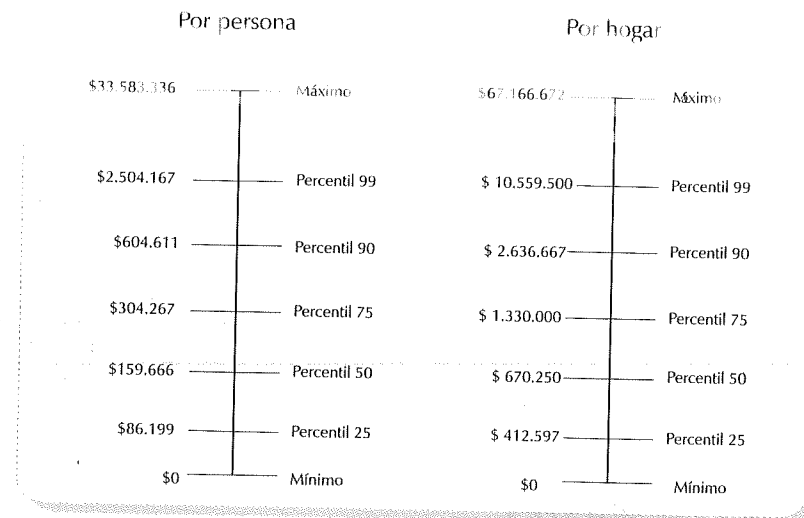 Por persona
$33.583.336 Máximo
$2.504.167 Percentil 99
$604.611 Percentil 90
$304.267 Percentil 75
$159.666 Percentil 50
$86.199 Percentil 25
$0 Mínimo
Por hogar
$67.166.672 Máximo
$ 10.559.500 Percentil 99
$ 2.636.667 Percentil 90
$ 1.330.000 Percentil 75
$ 670.250 Percentil 50
$ 412.597 Percentil 25
$0 Mínimo